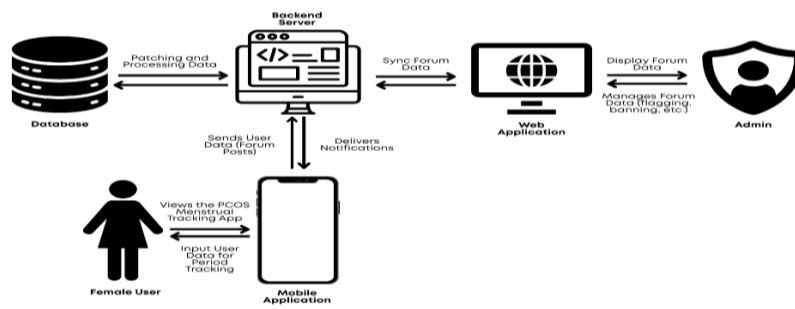 Backend
Server
Patching and
Processing Data
Sync Forum
Data
Display Forum
Data
Manages Forum
Data (flagging,
banning, etc.)
Database
Web
Application
Admin
Sends User
Data (Forum
Posts)
Delivers
Notifications
Views the PCOS
Menstrual
Tracking App
Input User
Data for
Period
Tracking
Female User
Mobile
Application